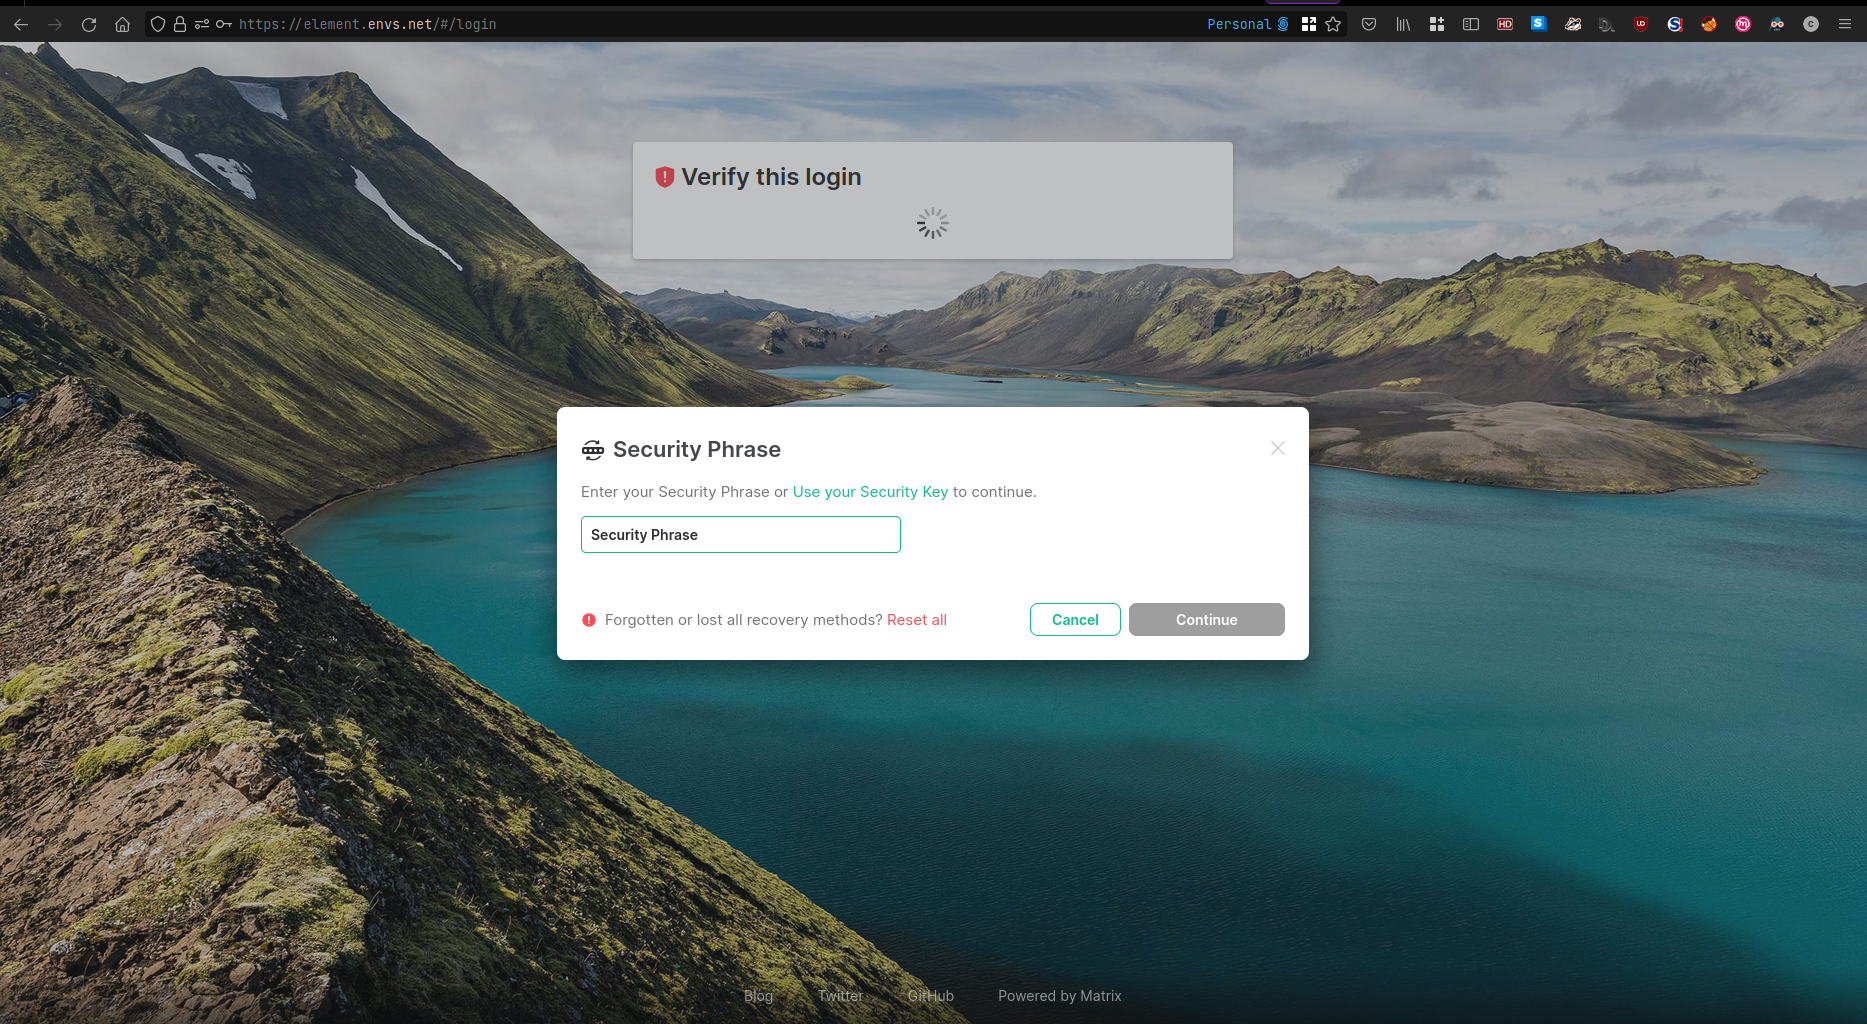 https://element.envs.net/#/login
Personal
HD
S
UO
S
m
C
Verify this login
Security Phrase
Enter your Security Phrase or Use your Security Key to continue.
Security Phrase
Forgotten or lost all recovery methods? Reset all
Cancel
Continue
Blog
Twitter
GitHub
Powered by Matrix